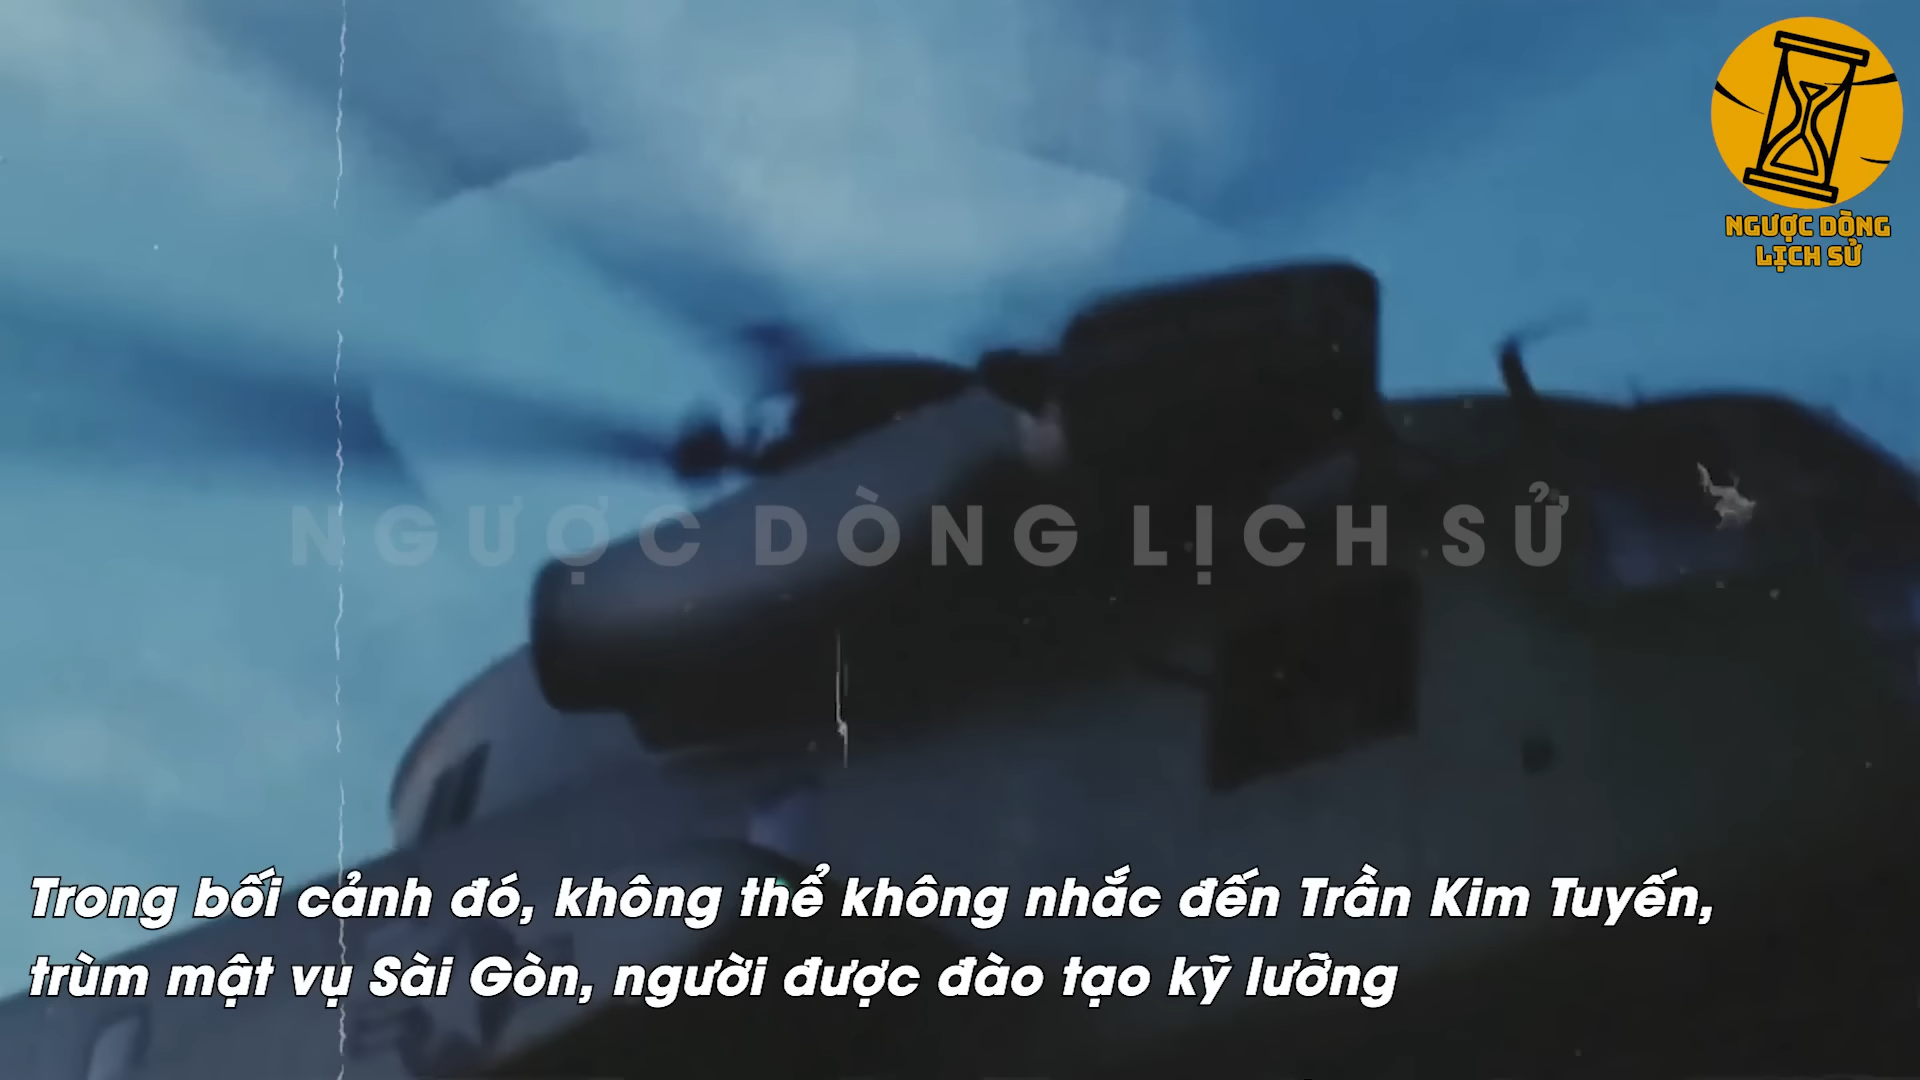 NGƯỢC DÒNG
LỊCH SỬ
NGƯỢC DÒNG LỊCH SỬ
Trong bối cảnh đó, không thể không nhắc đến Trần Kim Tuyến,
trùm mật vụ Sài Gòn, người được đào tạo kỹ lưỡng